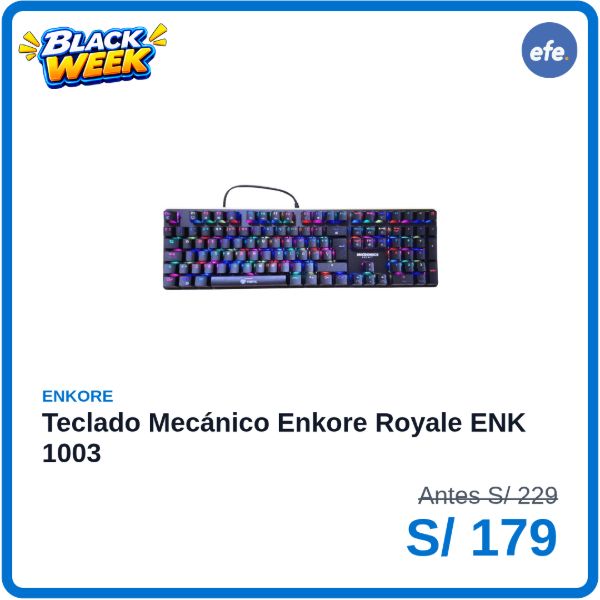 BLACK
WEEK
efe.
ENKORE
Teclado Mecánico Enkore Royale ENK
1003
Antes S/ 229
S/ 179